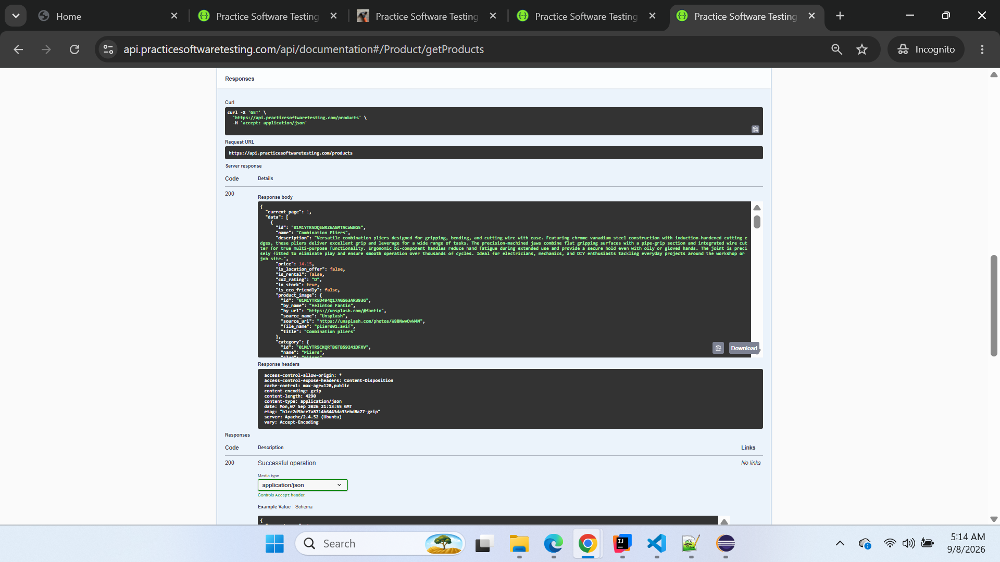 Home
Practice Software Testing
Practice Software Testing
Practice Software Testing
Practice Software Testing
api.practicesoftwaretesting.com/api/documentation#/Product/getProducts
Incognito
Responses
Curl
curl -X 'GET' \
'https://api.practicesoftwaretesting.com/products' \
-H 'accept: application/json'
Request URL
https://api.practicesoftwaretesting.com/products
Server response
Code Details
200
Response body
{
"current_page": 1,
"data": [
{
"id": "01M1YTR5DQEWRZ6AGMTACWWBG5",
"name": "Combination Pliers",
"description": "Versatile combination pliers designed for gripping, bending, and cutting wire with ease. Featuring chrome vanadium steel construction with induction-hardened cutting e
dges, these pliers deliver excellent grip and leverage for a wide range of tasks. The precision-machined jaws combine flat gripping surfaces with a pipe-grip section and integrated wire cut
ter for true multi-purpose functionality. Ergonomic bi-component handles reduce hand fatigue during extended use and provide a secure hold even with oily or gloved hands. The joint is preci
sely fitted to eliminate play and ensure smooth operation over thousands of cycles. Ideal for electricians, mechanics, and DIY enthusiasts tackling everyday projects around the workshop or
job site.",
"price": 14.15,
"is_location_offer": false,
"is_rental": false,
"co2_rating": "D",
"in_stock": true,
"is_eco_friendly": false,
"product_image": {
"id": "01M1YTR5D494Q17AGG63AR393G",
"by_name": "Helinton Fantin",
"by_url": "https://unsplash.com/@fantin",
"source_name": "Unsplash",
"source_url": "https://unsplash.com/photos/W8BNwvOvW4M",
"file_name": "pliers01.avif",
"title": "Combination pliers"
},
"category": {
"id": "01M1YTR5CKQRTBGTB59241DFXV",
"name": "Pliers",
"slug": "pliers"
Download
Response headers
access-control-allow-origin: *
access-control-expose-headers: Content-Disposition
cache-control: max-age=120,public
content-encoding: gzip
content-length: 4290
content-type: application/json
date: Mon,07 Sep 2026 21:13:55 GMT
etag: "b1cc2d5bce7a8714b6443da33ebd8a77-gzip"
server: Apache/2.4.52 (Ubuntu)
vary: Accept-Encoding
Responses
Code Description Links
200 Successful operation No links
Media type
application/json
Controls Accept header.
Example Value Schema
{
Search
5:14 AM
9/8/2026